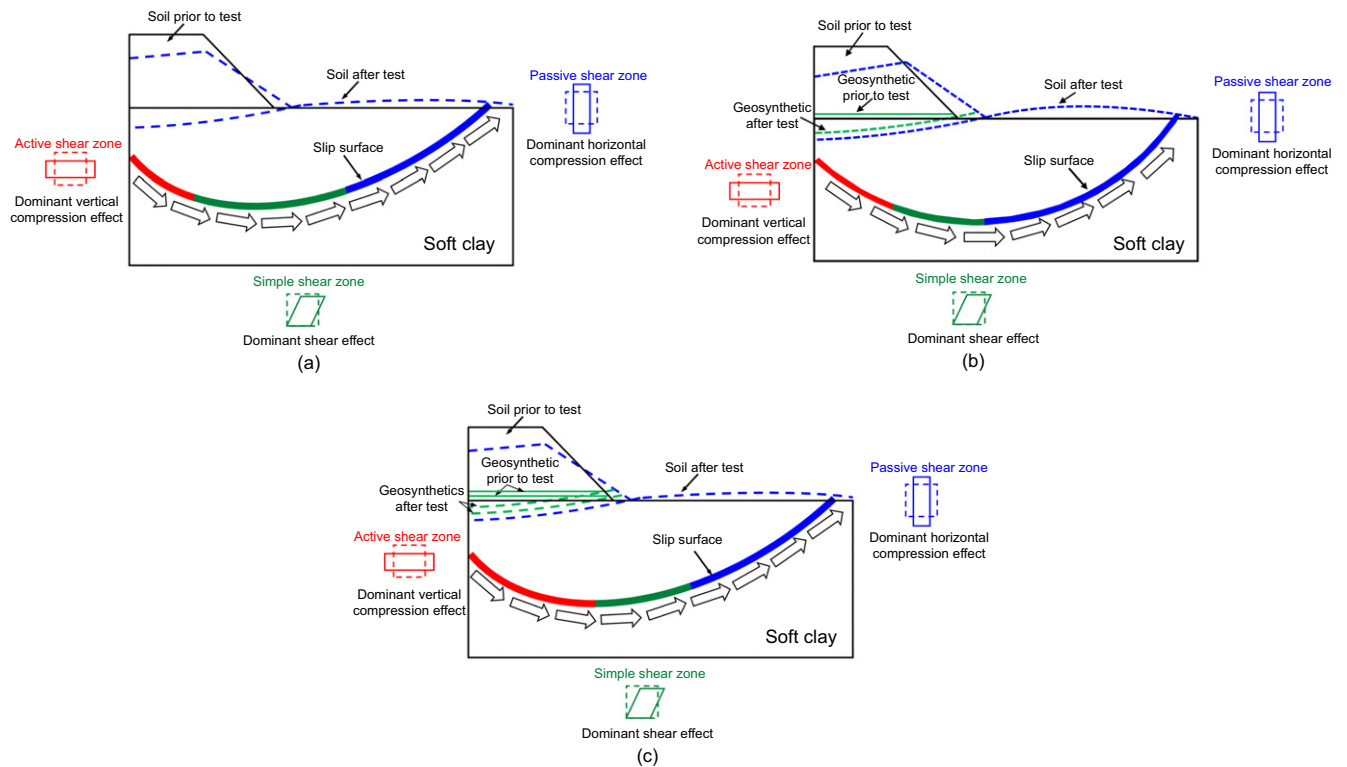 Soil prior to test
Soil after test
Passive shear zone
Dominant horizontal
compression effect
Active shear zone
Dominant vertical
compression effect
Slip surface
Soft clay
Simple shear zone
Dominant shear effect
(a)
Soil prior to test
Geosynthetic
prior to test
Geosynthetic
after test
Soil after test
Passive shear zone
Dominant horizontal
compression effect
Active shear zone
Dominant vertical
compression effect
Slip surface
Soft clay
Simple shear zone
Dominant shear effect
(b)
Soil prior to test
Geosynthetic
prior to test
Geosynthetics
after test
Soil after test
Passive shear zone
Dominant horizontal
compression effect
Active shear zone
Dominant vertical
compression effect
Slip surface
Soft clay
Simple shear zone
Dominant shear effect
(c)